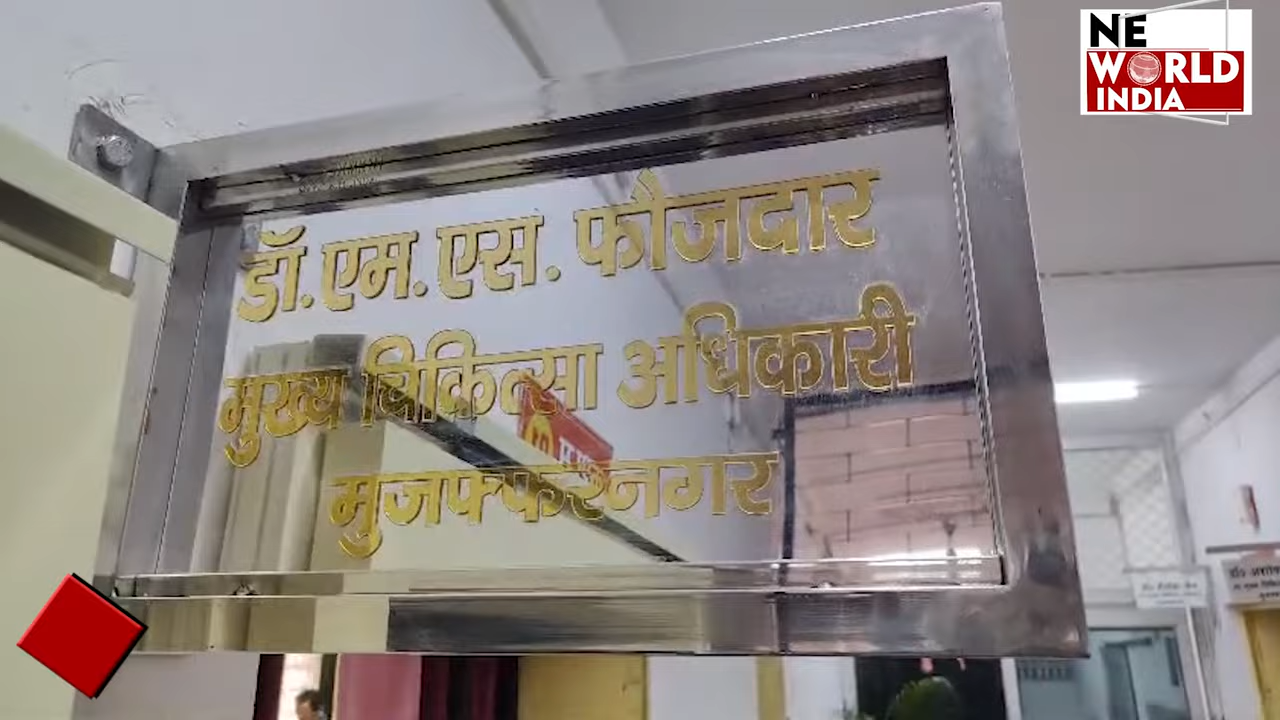 डॉ. एम. एस. फौजदार
मुख्य चिकित्सा अधिकारी
मुजफ्फरनगर
NE
WORLD
INDIA